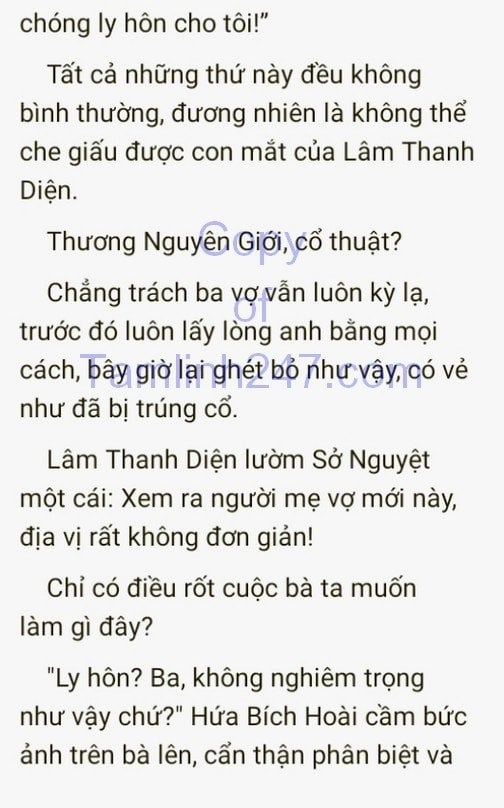 chóng ly hôn cho tôi!”
Tất cả những thứ này đều không
bình thường, đương nhiên là không thể
che giấu được con mắt của Lâm Thanh
Diện.
Thương Nguyên Giới, cổ thuật?
Copy
Chẳng trách ba vợ vẫn luôn kỳ lạ,
of
trước đó luôn lấy lòng anh bằng mọi
cách, bây giờ lại ghét bỏ như vậy, có vẻ
Tamlinh247.com
như đã bị trúng cổ.
Lâm Thanh Diện lườm Sở Nguyệt
một cái: Xem ra người mẹ vợ mới này,
địa vị rất không đơn giản!
Chỉ có điều rốt cuộc bà ta muốn
làm gì đây?
"Ly hôn? Ba, không nghiêm trọng
như vậy chứ?" Hứa Bích Hoài cầm bức
ảnh trên bà lên, cẩn thận phân biệt và